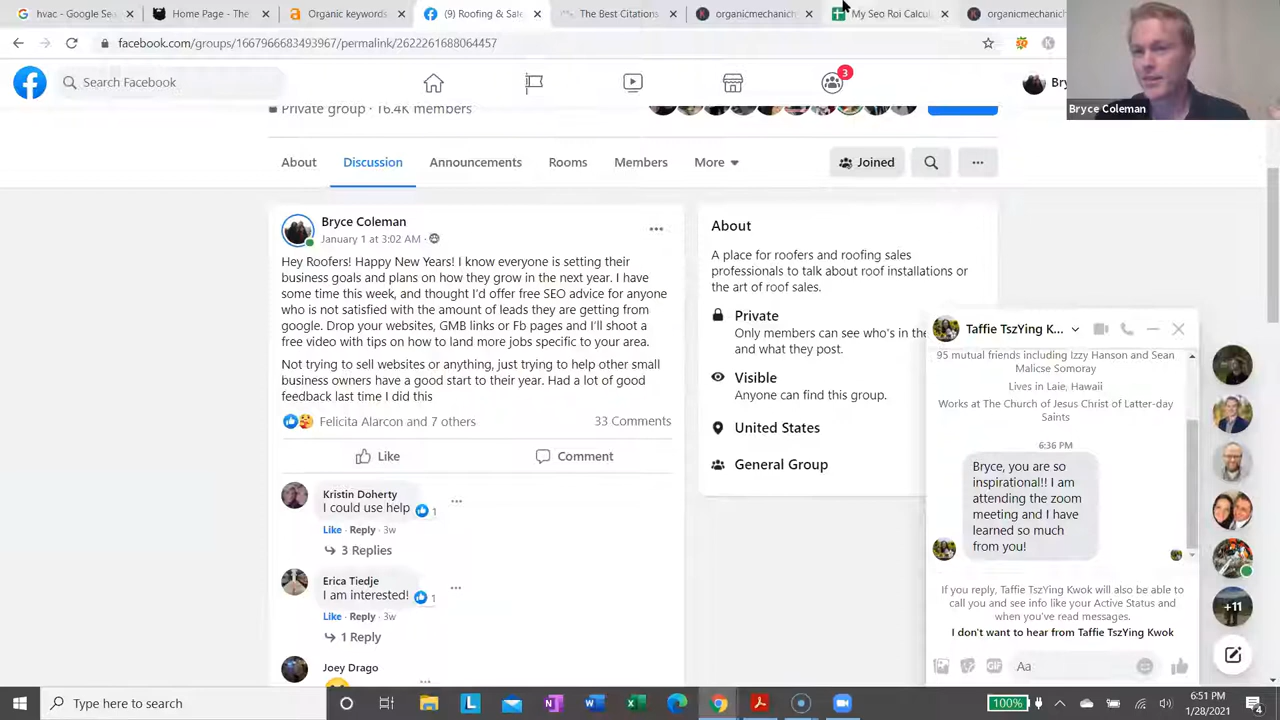 hvac. - Google Sea
Home Page - The
Organic keywords
(9) Roofing & Sale
The Best Citations
organicmechanich
My Seo Roi Calcul
organicmechanich
facebook.com/groups/1667966683493967/permalink/2622261688064457
Search Facebook
3
Bryce Coleman
Private group · 16.4K members
About
Discussion
Announcements
Rooms
Members
More
Joined
Bryce Coleman
January 1 at 3:02 AM ·
Hey Roofers! Happy New Years! I know everyone is setting their
business goals and plans on how they grow in the next year. I have
some time this week, and thought I'd offer free SEO advice for anyone
who is not satisfied with the amount of leads they are getting from
google. Drop your websites, GMB links or Fb pages and I'll shoot a
free video with tips on how to land more jobs specific to your area.
Not trying to sell websites or anything, just trying to help other small
business owners have a good start to their year. Had a lot of good
feedback last time I did this
Felicita Alarcon and 7 others
33 Comments
Like
Comment
Kristin Doherty
I could use help
1
Like · Reply · 3w
3 Replies
Erica Tiedje
I am interested!
1
Like · Reply · 3w
1 Reply
Joey Drago
About
A place for roofers and roofing sales
professionals to talk about roof installations or
the art of roof sales.
Private
Only members can see who's in the
and what they post.
Visible
Anyone can find this group.
United States
General Group
Taffie TszYing K...
95 mutual friends including Izzy Hanson and Sean
Malicse Somoray
Lives in Laie, Hawaii
Works at The Church of Jesus Christ of Latter-day
Saints
6:36 PM
Bryce, you are so
inspirational!! I am
attending the zoom
meeting and I have
learned so much
from you!
If you reply, Taffie TszYing Kwok will also be able to
call you and see info like your Active Status and
when you've read messages.
I don't want to hear from Taffie TszYing Kwok
GIF
Aa
+11
Type here to search
100%
6:51 PM
1/28/2021
4